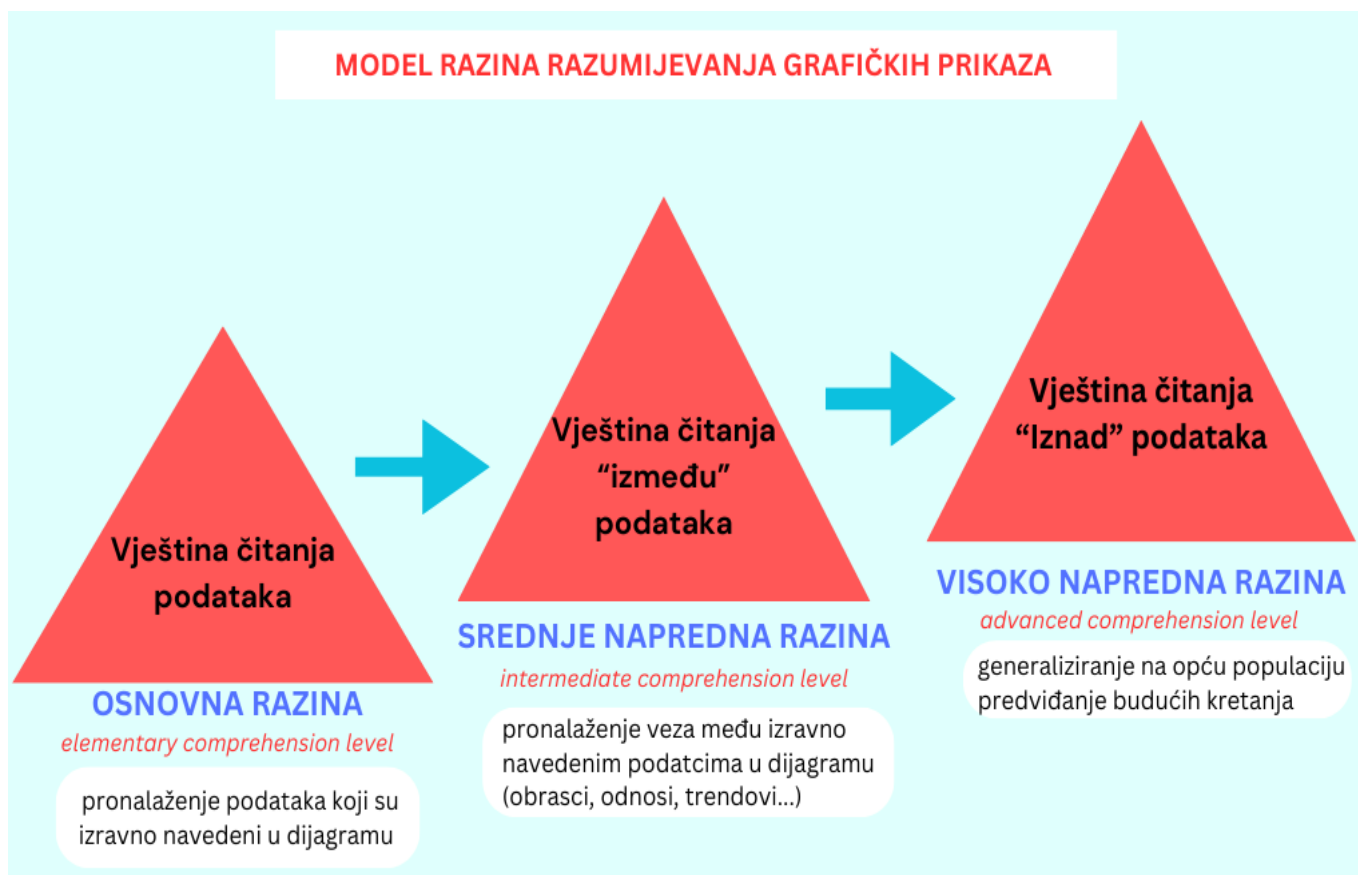 MODEL RAZINA RAZUMIJEVANJA GRAFIČKIH PRIKAZA
Vještina čitanja
podataka
OSNOVNA RAZINA
elementary comprehension level
pronalaženje podataka koji su
izravno navedeni u dijagramu
Vještina čitanja
“između”
podataka
SREDNJE NAPREDNA RAZINA
intermediate comprehension level
pronalaženje veza među izravno
navedenim podatcima u dijagramu
(obrasci, odnosi, trendovi...)
Vještina čitanja
“Iznad” podataka
VISOKO NAPREDNA RAZINA
advanced comprehension level
generaliziranje na opću populaciju
predviđanje budućih kretanja